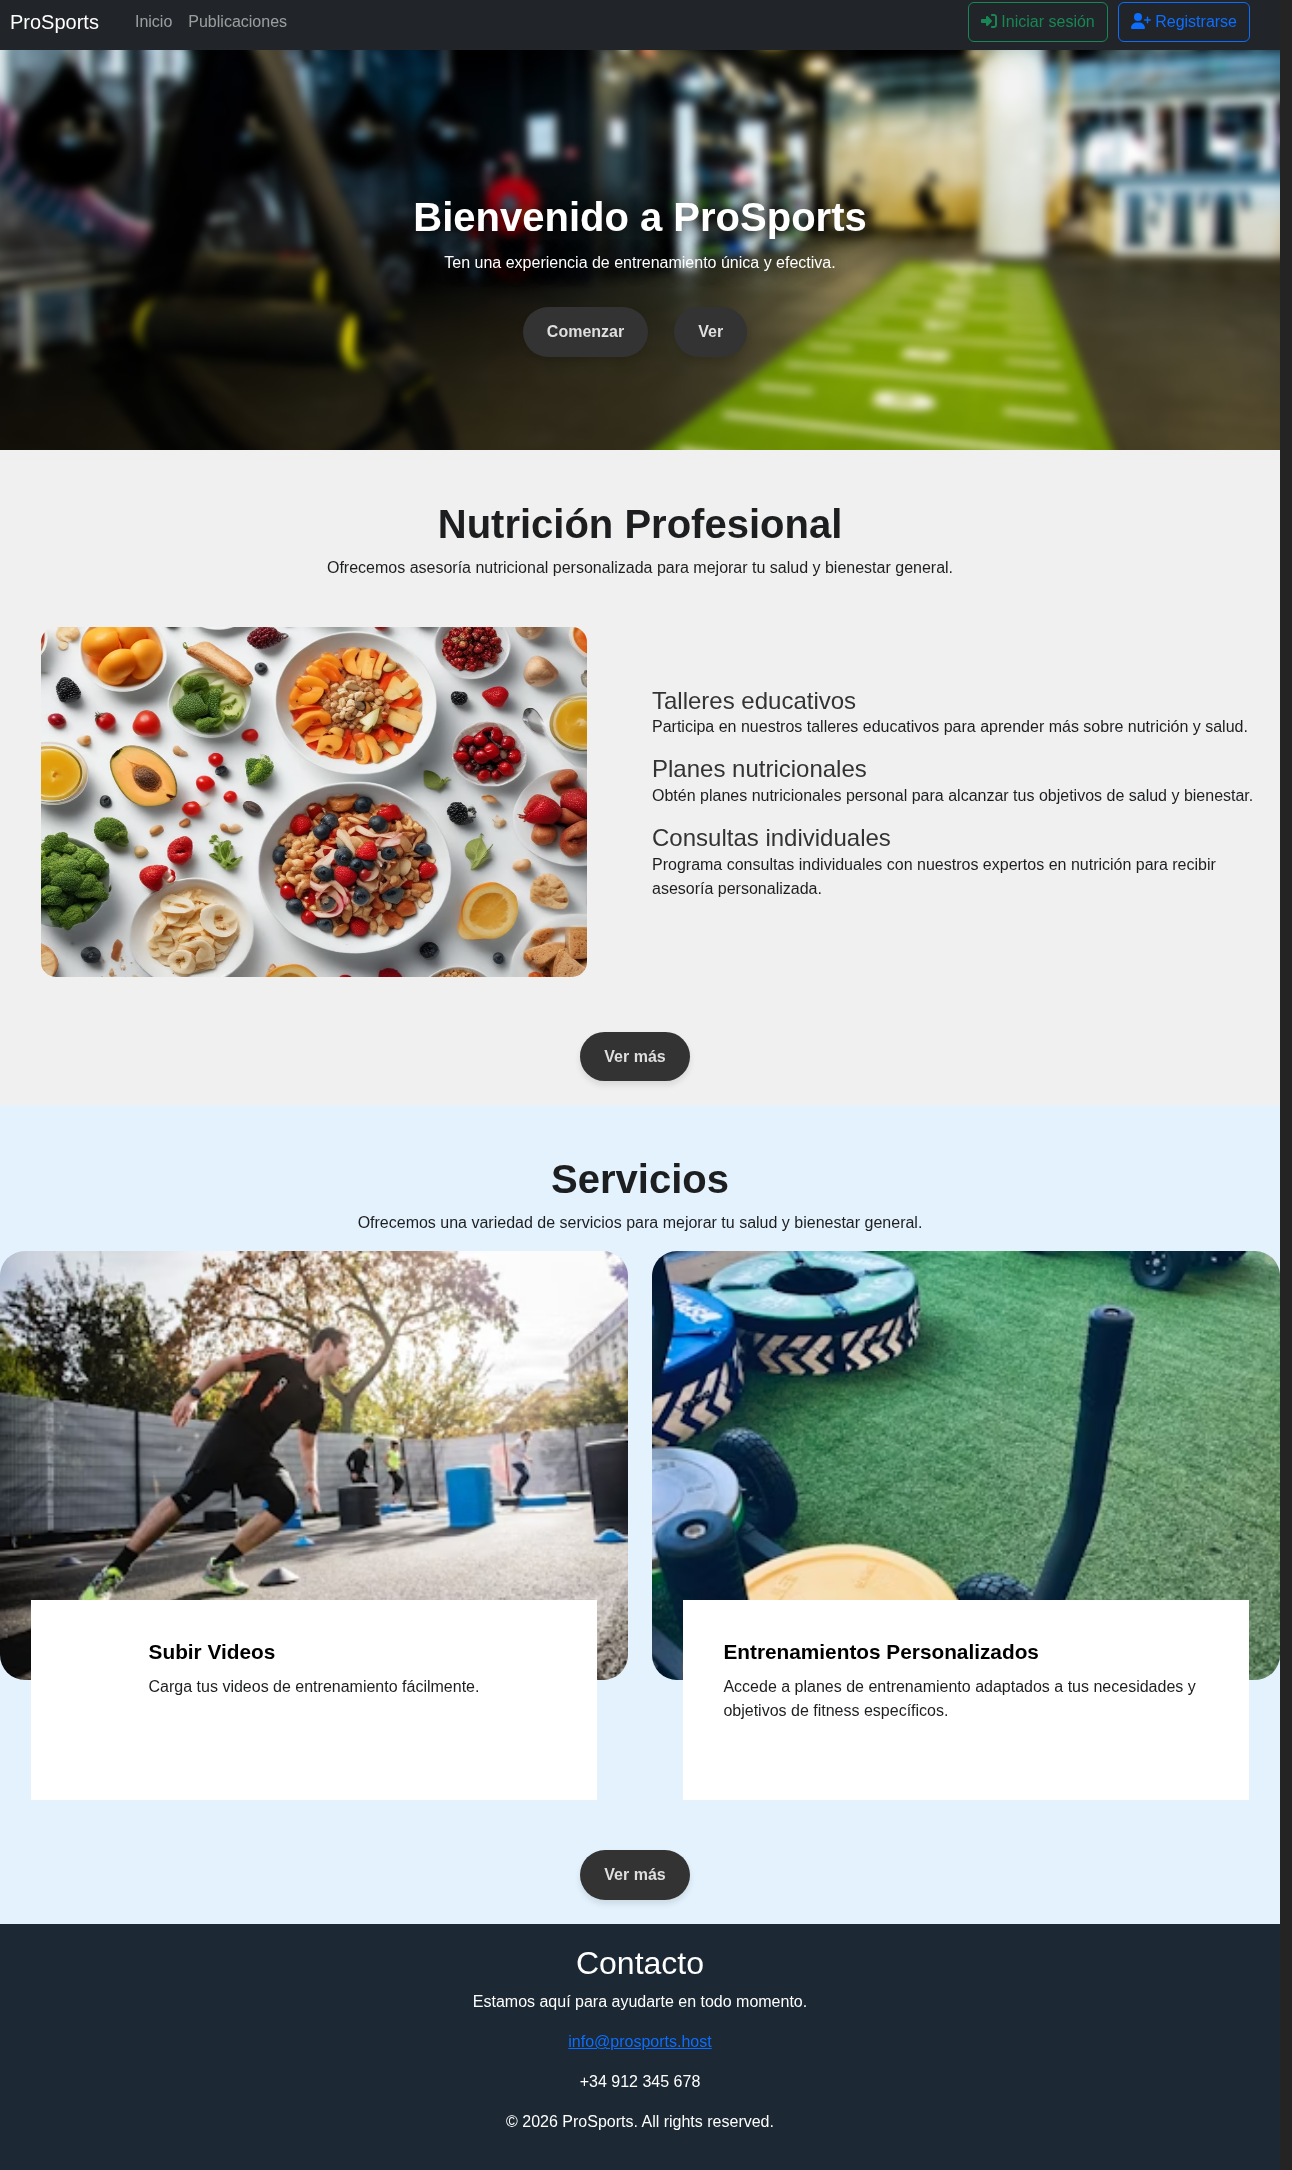 ProSports
Inicio
Publicaciones
Iniciar sesión
Registrarse
FIT
Bienvenido a ProSports
Ten una experiencia de entrenamiento única y efectiva.
Comenzar
Ver
Nutrición Profesional
Ofrecemos asesoría nutricional personalizada para mejorar tu salud y bienestar general.
Talleres educativos
Participa en nuestros talleres educativos para aprender más sobre nutrición y salud.
Planes nutricionales
Obtén planes nutricionales personal para alcanzar tus objetivos de salud y bienestar.
Consultas individuales
Programa consultas individuales con nuestros expertos en nutrición para recibir
asesoría personalizada.
Ver más
Servicios
Ofrecemos una variedad de servicios para mejorar tu salud y bienestar general.
Subir Videos
Carga tus videos de entrenamiento fácilmente.
Entrenamientos Personalizados
Accede a planes de entrenamiento adaptados a tus necesidades y
objetivos de fitness específicos.
Ver más
Contacto
Estamos aquí para ayudarte en todo momento.
info@prosports.host
+34 912 345 678
© 2026 ProSports. All rights reserved.